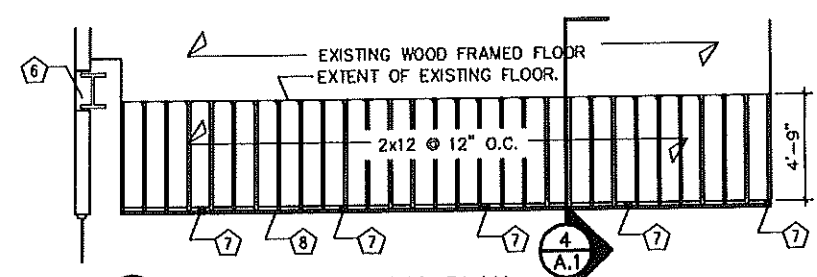 EXISTING WOOD FRAMED FLOOR
EXTENT OF EXISTING FLOOR.
6
2x12 @ 12" O.C.
4'-9"
7
8
7
7
4
A.1
7
7